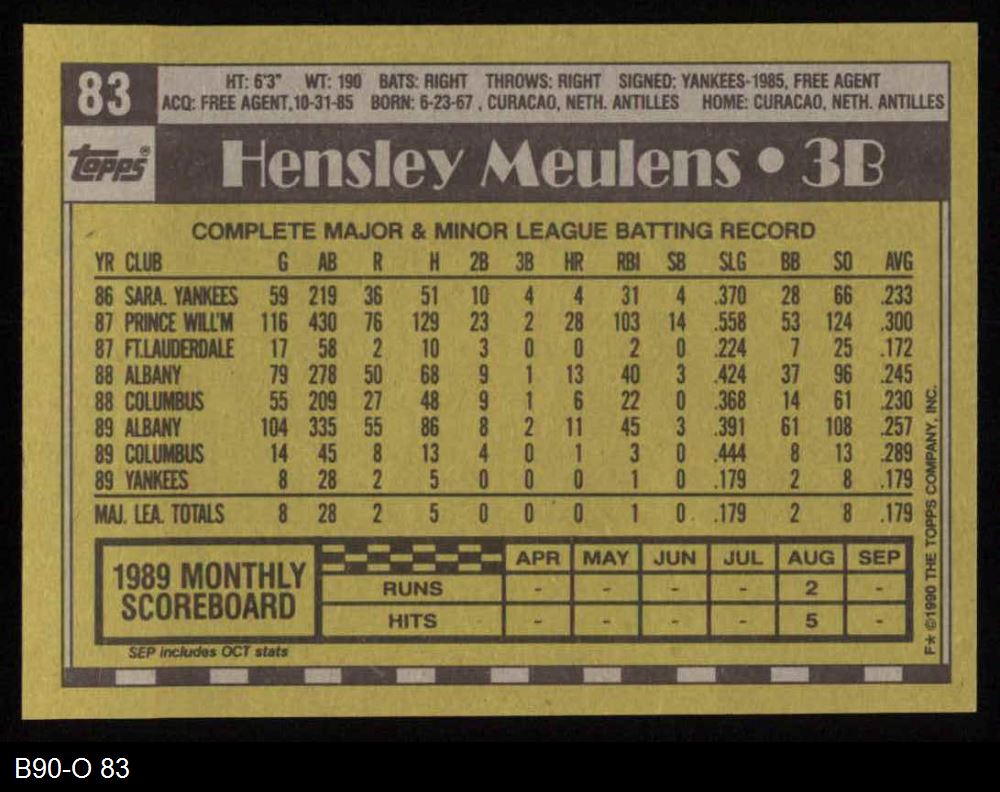 83
HT: 6'3" WT: 190 BATS: RIGHT THROWS: RIGHT SIGNED: YANKEES-1985, FREE AGENT
ACQ: FREE AGENT,10-31-85 BORN: 6-23-67 , CURACAO, NETH. ANTILLES HOME: CURACAO, NETH. ANTILLES
topps® Hensley Meulens • 3B
COMPLETE MAJOR & MINOR LEAGUE BATTING RECORD
YR CLUB G AB R H 2B 3B HR RBI SB SLG BB SO AVG
86 SARA. YANKEES 59 219 36 51 10 4 4 31 4 .370 28 66 .233
87 PRINCE WILL'M 116 430 76 129 23 2 28 103 14 .558 53 124 .300
87 FT.LAUDERDALE 17 58 2 10 3 0 0 2 0 .224 7 25 .172
88 ALBANY 79 278 50 68 9 1 13 40 3 .424 37 96 .245
88 COLUMBUS 55 209 27 48 9 1 6 22 0 .368 14 61 .230
89 ALBANY 104 335 55 86 8 2 11 45 3 .391 61 108 .257
89 COLUMBUS 14 45 8 13 4 0 1 3 0 .444 8 13 .289
89 YANKEES 8 28 2 5 0 0 0 1 0 .179 2 8 .179
MAJ. LEA. TOTALS 8 28 2 5 0 0 0 1 0 .179 2 8 .179
1989 MONTHLY
SCOREBOARD
APR MAY JUN JUL AUG SEP
RUNS - - - - 2 -
HITS - - - - 5 -
SEP includes OCT stats
F★ ©1990 THE TOPPS COMPANY, INC.
B90-O 83